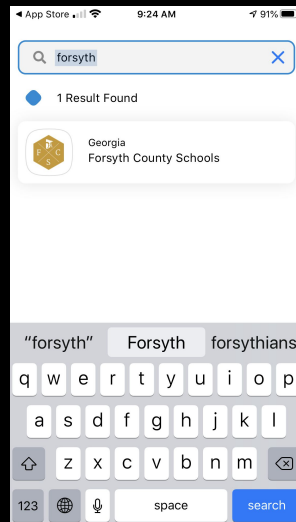 ◀ App Store 9:24 AM 91%
forsyth
1 Result Found
F C S
Georgia
Forsyth County Schools
"forsyth" Forsyth forsythians
q w e r t y u i o p
a s d f g h j k l
z x c v b n m
123 space search